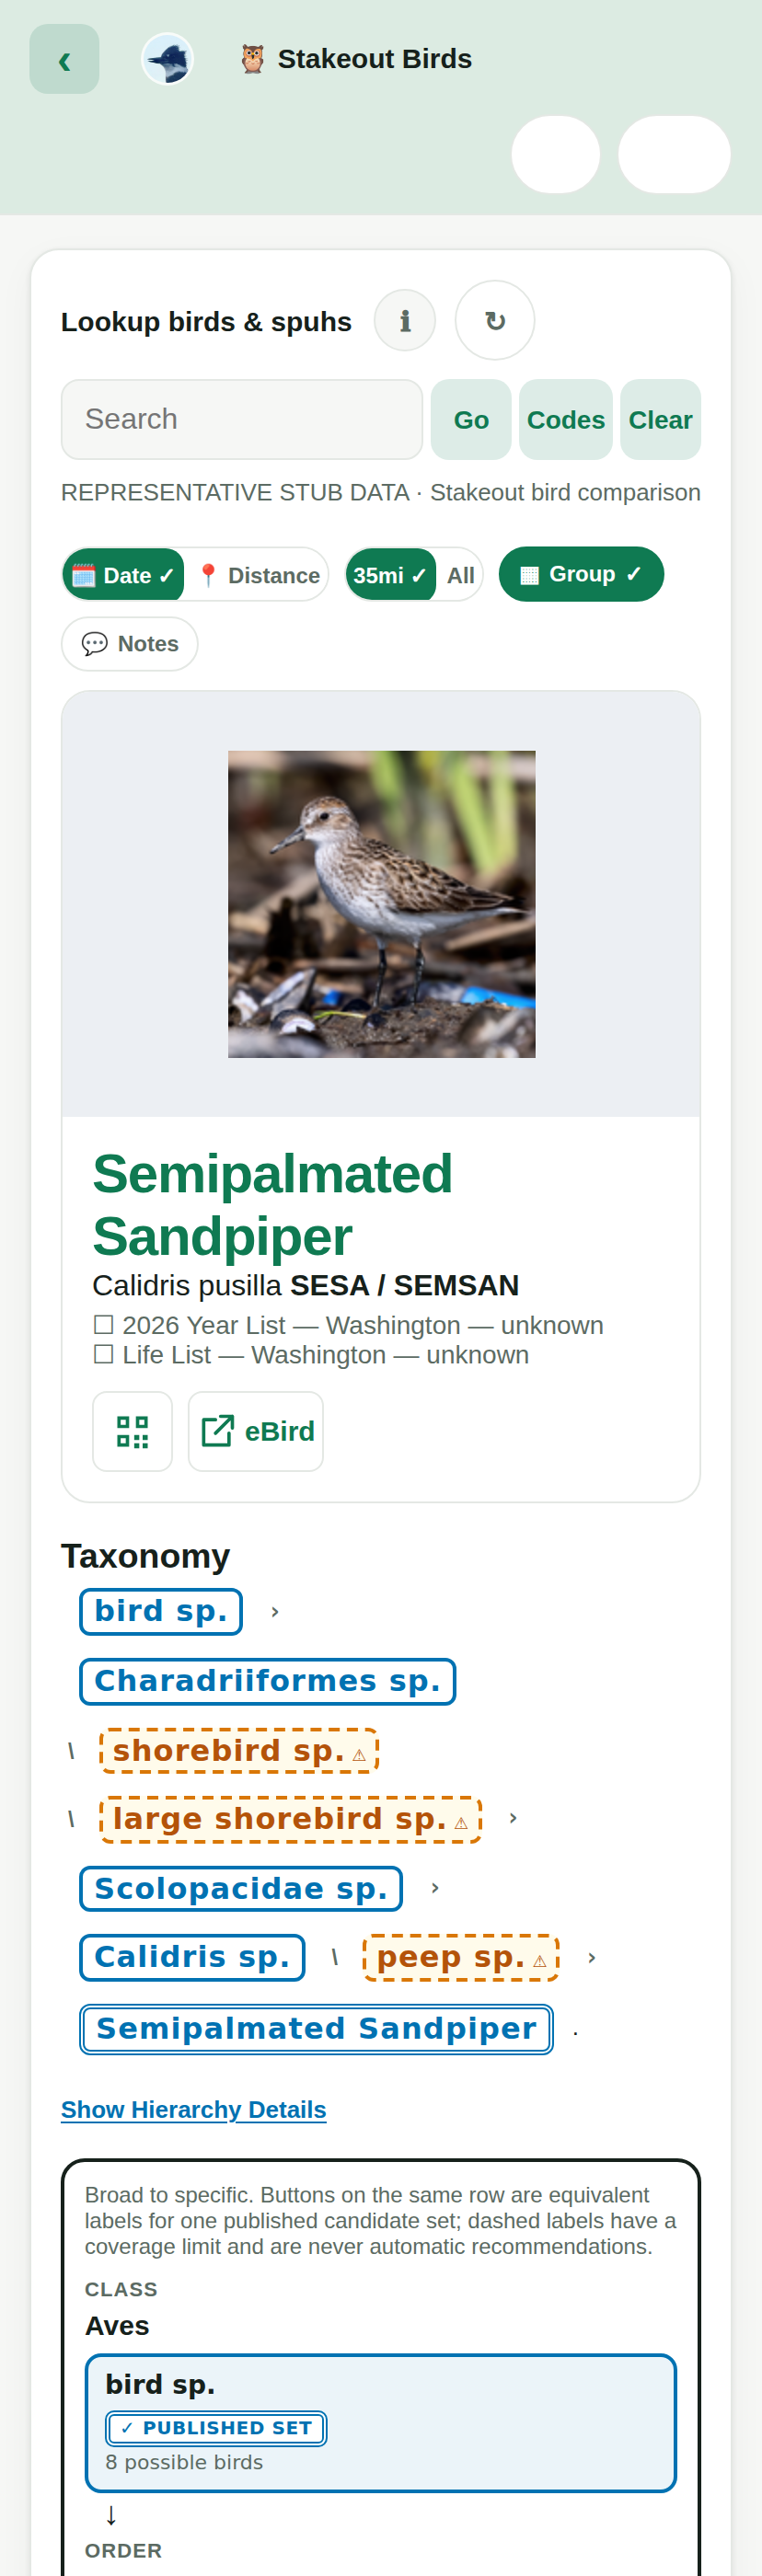 ‹ 🦉 Stakeout Birds
Lookup birds & spuhs ℹ ↻
Search Go Codes Clear
REPRESENTATIVE STUB DATA · Stakeout bird comparison
🗓️ Date ✓ 📍 Distance 35mi ✓ All ▦ Group ✓
💬 Notes
Semipalmated
Sandpiper
Calidris pusilla SESA / SEMSAN
☐ 2026 Year List — Washington — unknown
☐ Life List — Washington — unknown
eBird
Taxonomy
bird sp. ›
Charadriiformes sp.
\ shorebird sp. ⚠
\ large shorebird sp. ⚠ ›
Scolopacidae sp. ›
Calidris sp. \ peep sp. ⚠ ›
Semipalmated Sandpiper .
Show Hierarchy Details
Broad to specific. Buttons on the same row are equivalent
labels for one published candidate set; dashed labels have a
coverage limit and are never automatic recommendations.
CLASS
Aves
bird sp.
✓ PUBLISHED SET
8 possible birds
↓
ORDER